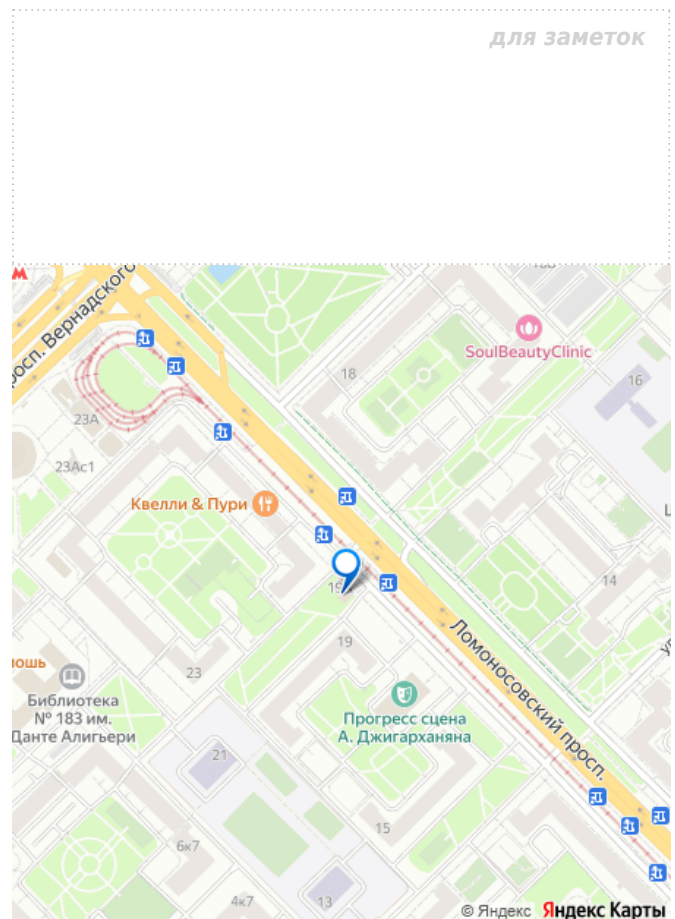 для заметок
просп. Вернадского
SoulBeautyClinic
18
16
23А
23Ас1
Квелли & Пури
14
19
Ломоносовский просп.
23
Библиотека
№ 183 им.
Данте Алигьери
Прогресс сцена
А. Джигарханяна
21
15
6к7
4к7
13
© Яндекс Яндекс Карты